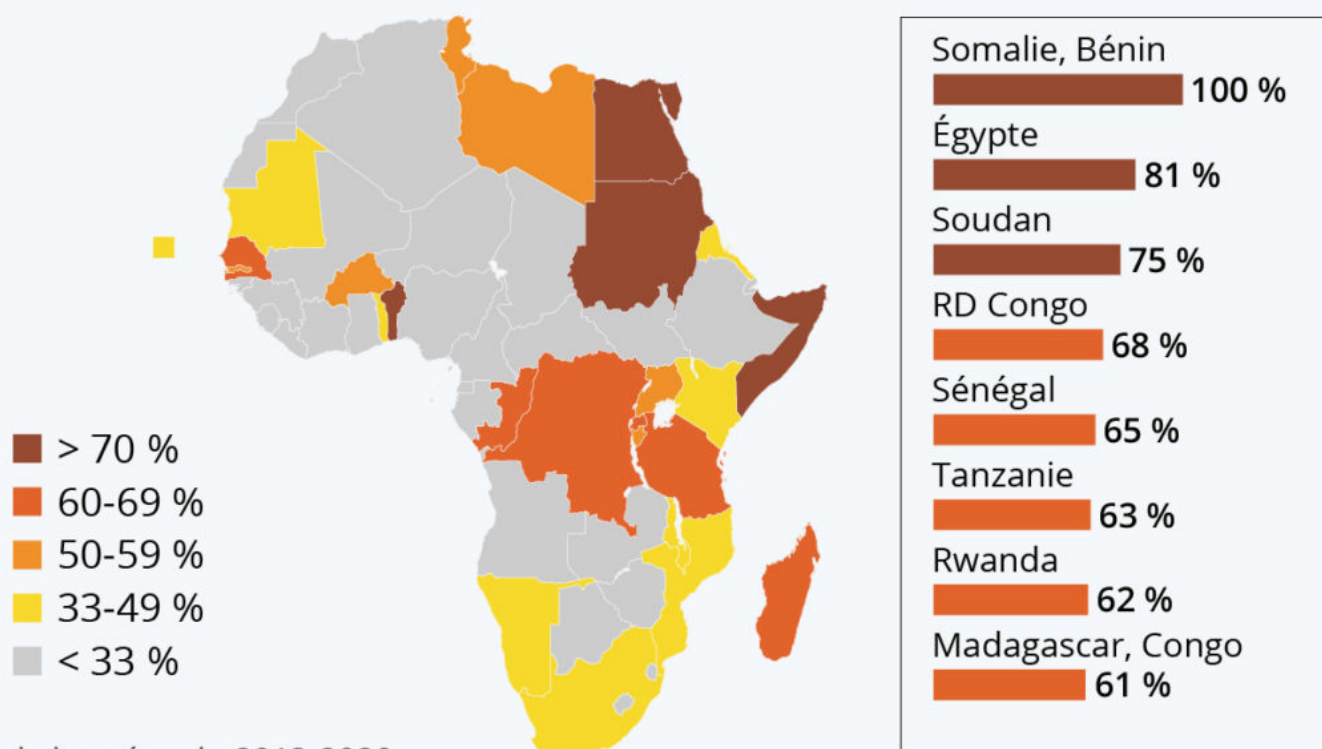 Somalie, Bénin
100 %
Égypte
81 %
Soudan
75 %
RD Congo
68 %
Sénégal
65 %
Tanzanie
63 %
Rwanda
62 %
Madagascar, Congo
61 %
> 70 %
60-69 %
50-59 %
33-49 %
< 33 %